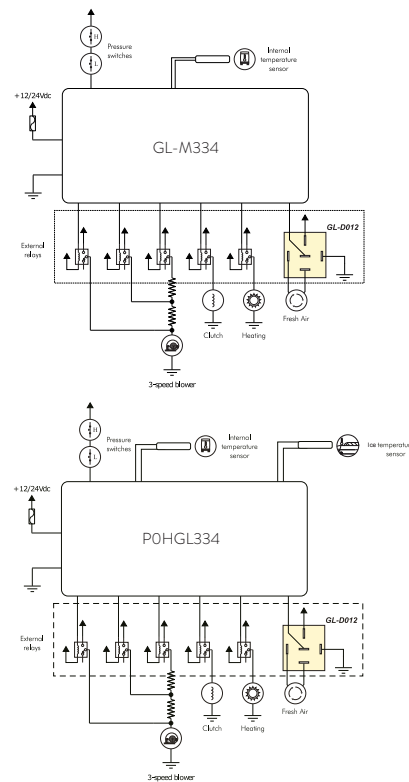 H
L
Pressure
switches
Internal
temperature
sensor
+12/24Vdc
GL-M334
GL-D012
External
relays
Clutch
Heating
Fresh Air
3-speed blower
H
L
Pressure
switches
Internal
temperature
sensor
Ice temperature
sensor
+12/24Vdc
P0HGL334
GL-D012
External
relays
Clutch
Heating
Fresh Air
3-speed blower